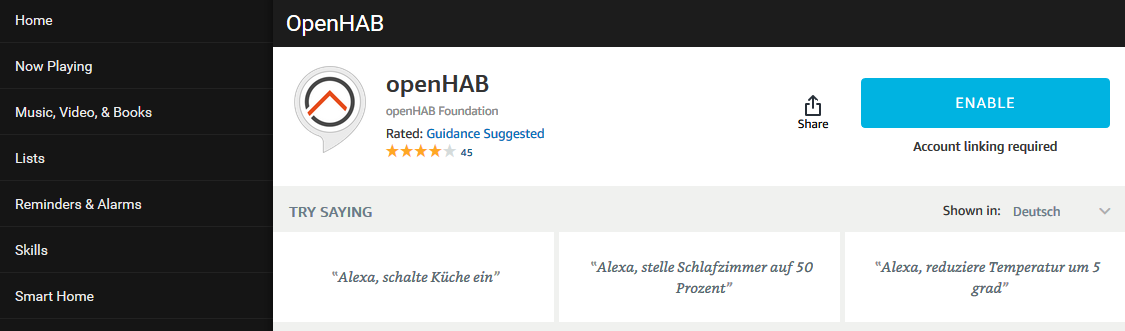 Home
Now Playing
Music, Video, & Books
Lists
Reminders & Alarms
Skills
Smart Home
OpenHAB
openHAB
openHAB Foundation
Rated: Guidance Suggested
45
Share
ENABLE
Account linking required
TRY SAYING
Shown in: Deutsch
"Alexa, schalte Küche ein"
"Alexa, stelle Schlafzimmer auf 50
Prozent"
"Alexa, reduziere Temperatur um 5
grad"